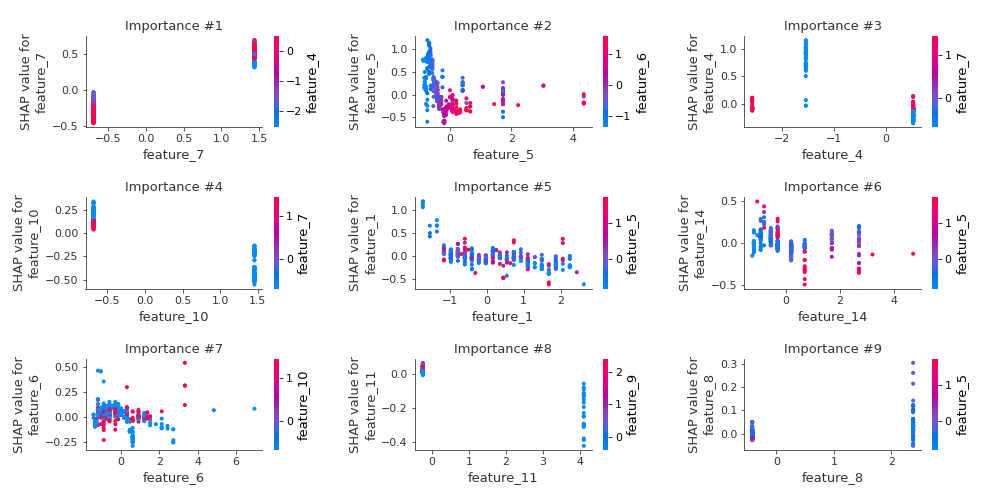 Importance #1
SHAP value for
feature_7
0.5
0.0
−0.5
−0.5
0.0
0.5
1.0
1.5
feature_7
0
−1
−2
feature_4
Importance #2
SHAP value for
feature_5
1.0
0.5
0.0
−0.5
0
2
4
feature_5
1
0
−1
feature_6
Importance #3
SHAP value for
feature_4
1.0
0.5
0.0
−2
−1
0
feature_4
1
0
feature_7
Importance #4
SHAP value for
feature_10
0.25
0.00
−0.25
−0.50
−0.5
0.0
0.5
1.0
1.5
feature_10
1
0
feature_7
Importance #5
SHAP value for
feature_1
1.0
0.5
0.0
−0.5
−1
0
1
2
feature_1
1
0
feature_5
Importance #6
SHAP value for
feature_14
0.5
0.0
−0.5
0
2
4
feature_14
1
0
feature_5
Importance #7
SHAP value for
feature_6
0.50
0.25
0.00
−0.25
0
2
4
6
feature_6
1
0
feature_10
Importance #8
SHAP value for
feature_11
0.0
−0.2
−0.4
0
1
2
3
4
feature_11
2
1
0
feature_9
Importance #9
SHAP value for
feature_8
0.3
0.2
0.1
0.0
0
1
2
feature_8
1
0
feature_5